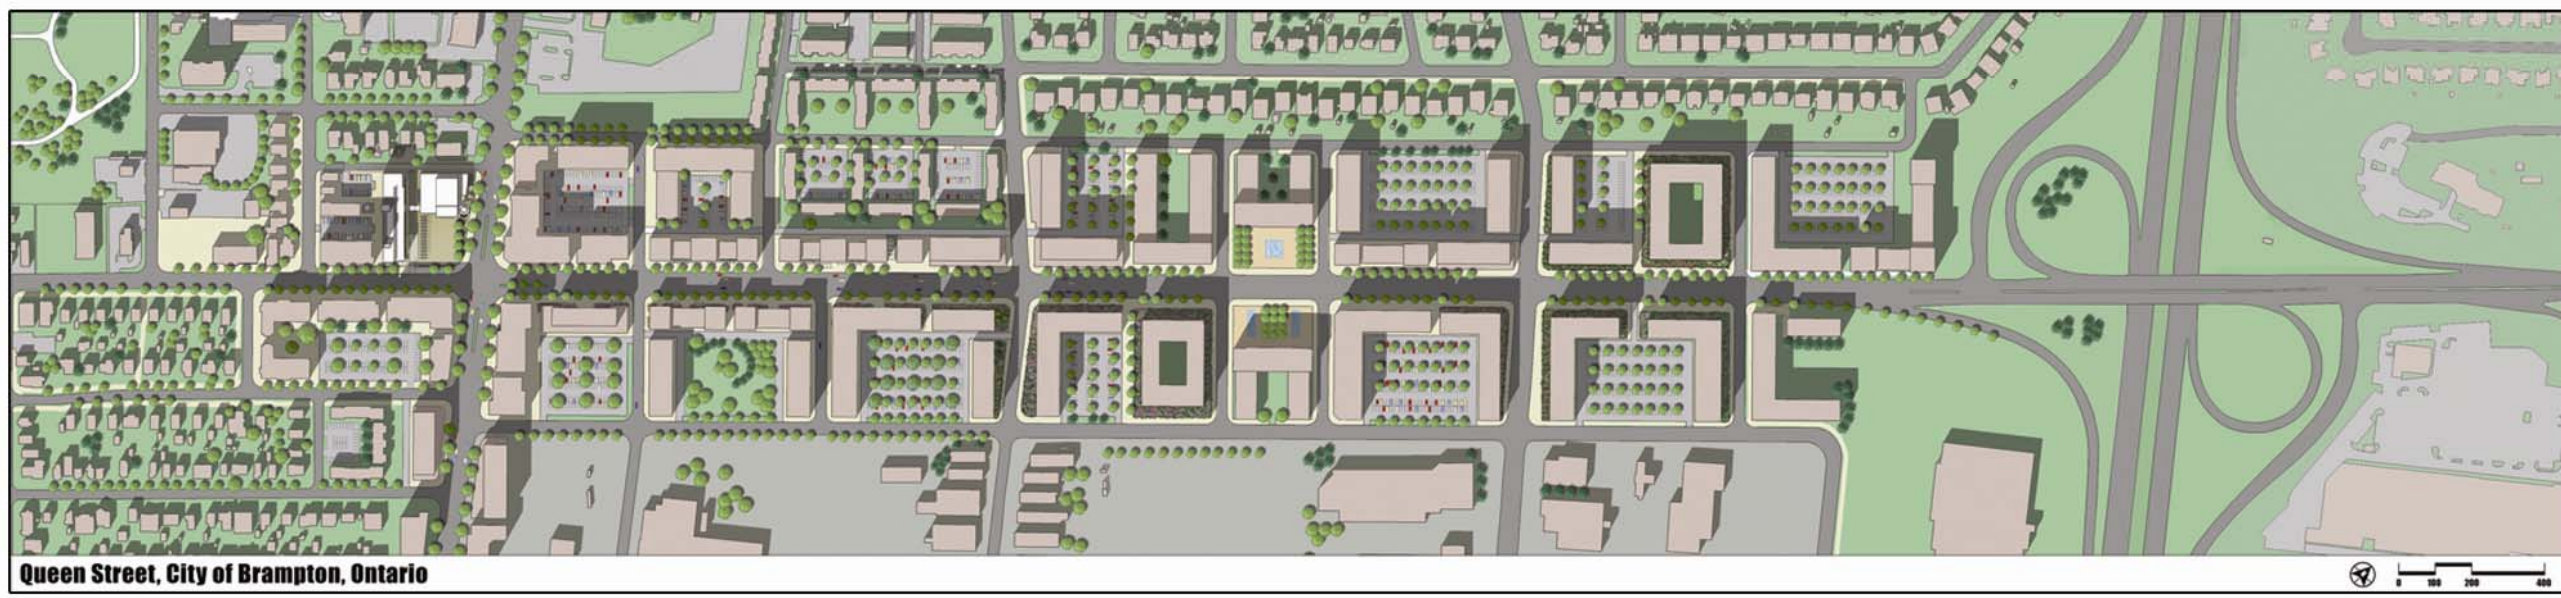 Queen Street, City of Brampton, Ontario
0 100 200 400